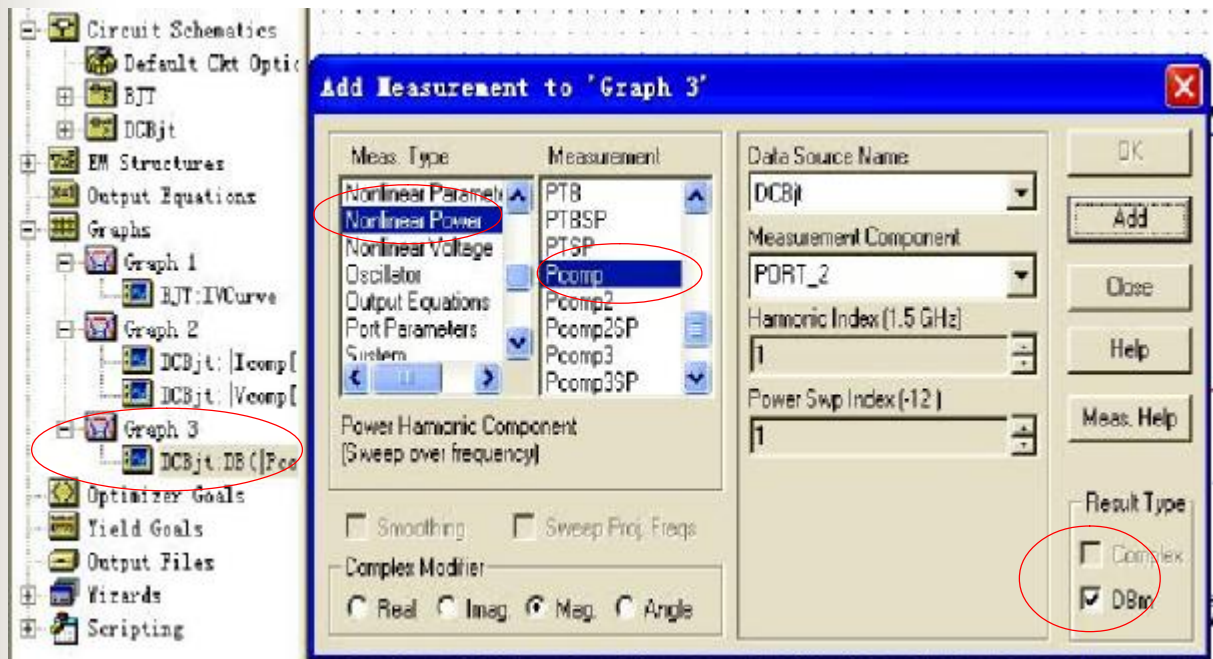 Circuit Schematics
Default Ckt Optic
BJT
DCBjt
EM Structures
Output Equations
Graphs
Graph 1
BJT:IVCurve
Graph 2
DCBjt:|Icomp[
DCBjt:|Vcomp[
Graph 3
DCBjt:DB(|Pco
Optimizer Goals
Yield Goals
Output Files
Wizards
Scripting
Add Measurement to 'Graph 3'
Meas. Type
Nonlinear Paramet
Nonlinear Power
Nonlinear Voltage
Oscillator
Output Equations
Port Parameters
System
Measurement
PTB
PTBSP
PTSP
Pcomp
Pcomp2
Pcomp2SP
Pcomp3
Pcomp3SP
Power Harmonic Component
(Sweep over frequency)
Smoothing
Sweep Proj. Freqs
Complex Modifier
Real
Imag.
Mag.
Angle
Data Source Name
DCBjt
Measurement Component
PORT_2
Harmonic Index (1.5 GHz)
1
Power Swp Index (-12 )
1
OK
Add
Close
Help
Meas. Help
Result Type
Complex
DBm